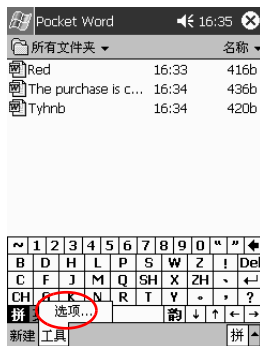 Pocket Word 16:35
所有文件夹 名称
Red 16:33 416b
The purchase is c... 16:34 436b
Tyhnb 16:34 420b
~ 1 2 3 4 5 6 7 8 9 0 “ ”
B D H L P S W Z ! Del
C F J M Q SH X ZH 、
CH G K N R T Y 。 , ?
拼 选项... 韵 ↓ ↑ ← →
新建 工具 拼